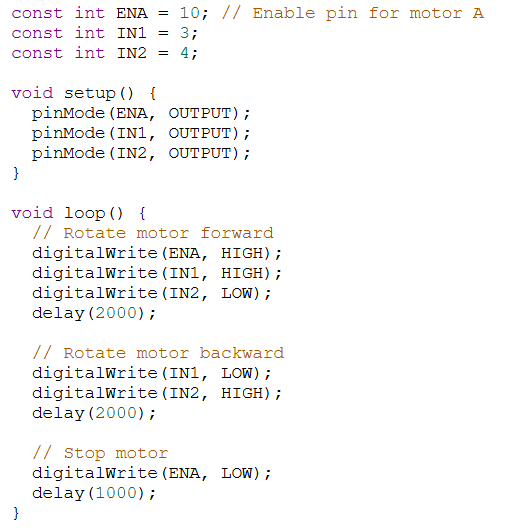 const int ENA = 10; // Enable pin for motor A
const int IN1 = 3;
const int IN2 = 4;

void setup() {
  pinMode(ENA, OUTPUT);
  pinMode(IN1, OUTPUT);
  pinMode(IN2, OUTPUT);
}

void loop() {
  // Rotate motor forward
  digitalWrite(ENA, HIGH);
  digitalWrite(IN1, HIGH);
  digitalWrite(IN2, LOW);
  delay(2000);

  // Rotate motor backward
  digitalWrite(IN1, LOW);
  digitalWrite(IN2, HIGH);
  delay(2000);

  // Stop motor
  digitalWrite(ENA, LOW);
  delay(1000);
}